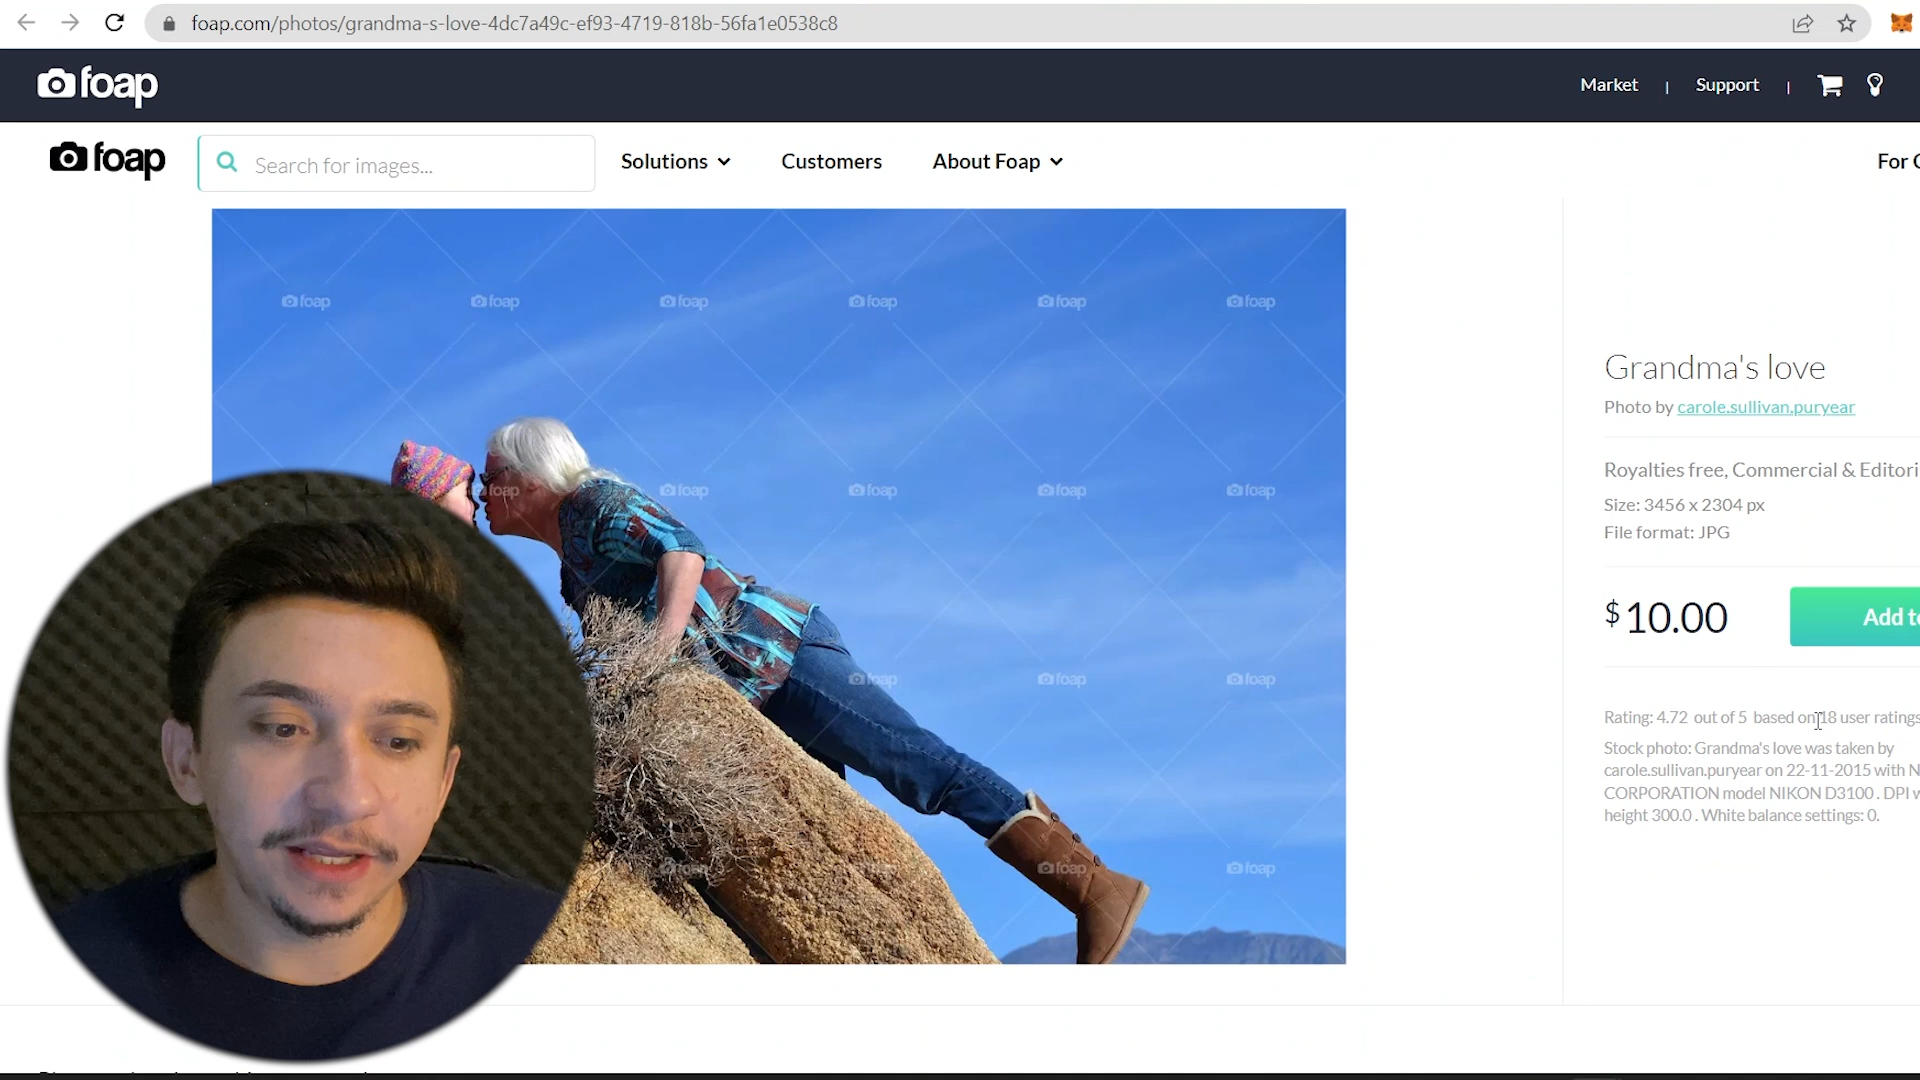 foap.com/photos/grandma-s-love-4dc7a49c-ef93-4719-818b-56fa1e0538c8
foap
Market | Support |
foap
Search for images...
Solutions
Customers
About Foap
For
foap foap foap foap foap foap
foap foap foap foap foap
foap foap foap
foap foap foap
Grandma's love
Photo by carole.sullivan.puryear
Royalties free, Commercial & Editori
Size: 3456 x 2304 px
File format: JPG
$10.00
Add to
Rating: 4.72 out of 5 based on 18 user ratings
Stock photo: Grandma's love was taken by
carole.sullivan.puryear on 22-11-2015 with N
CORPORATION model NIKON D3100 . DPI w
height 300.0 . White balance settings: 0.